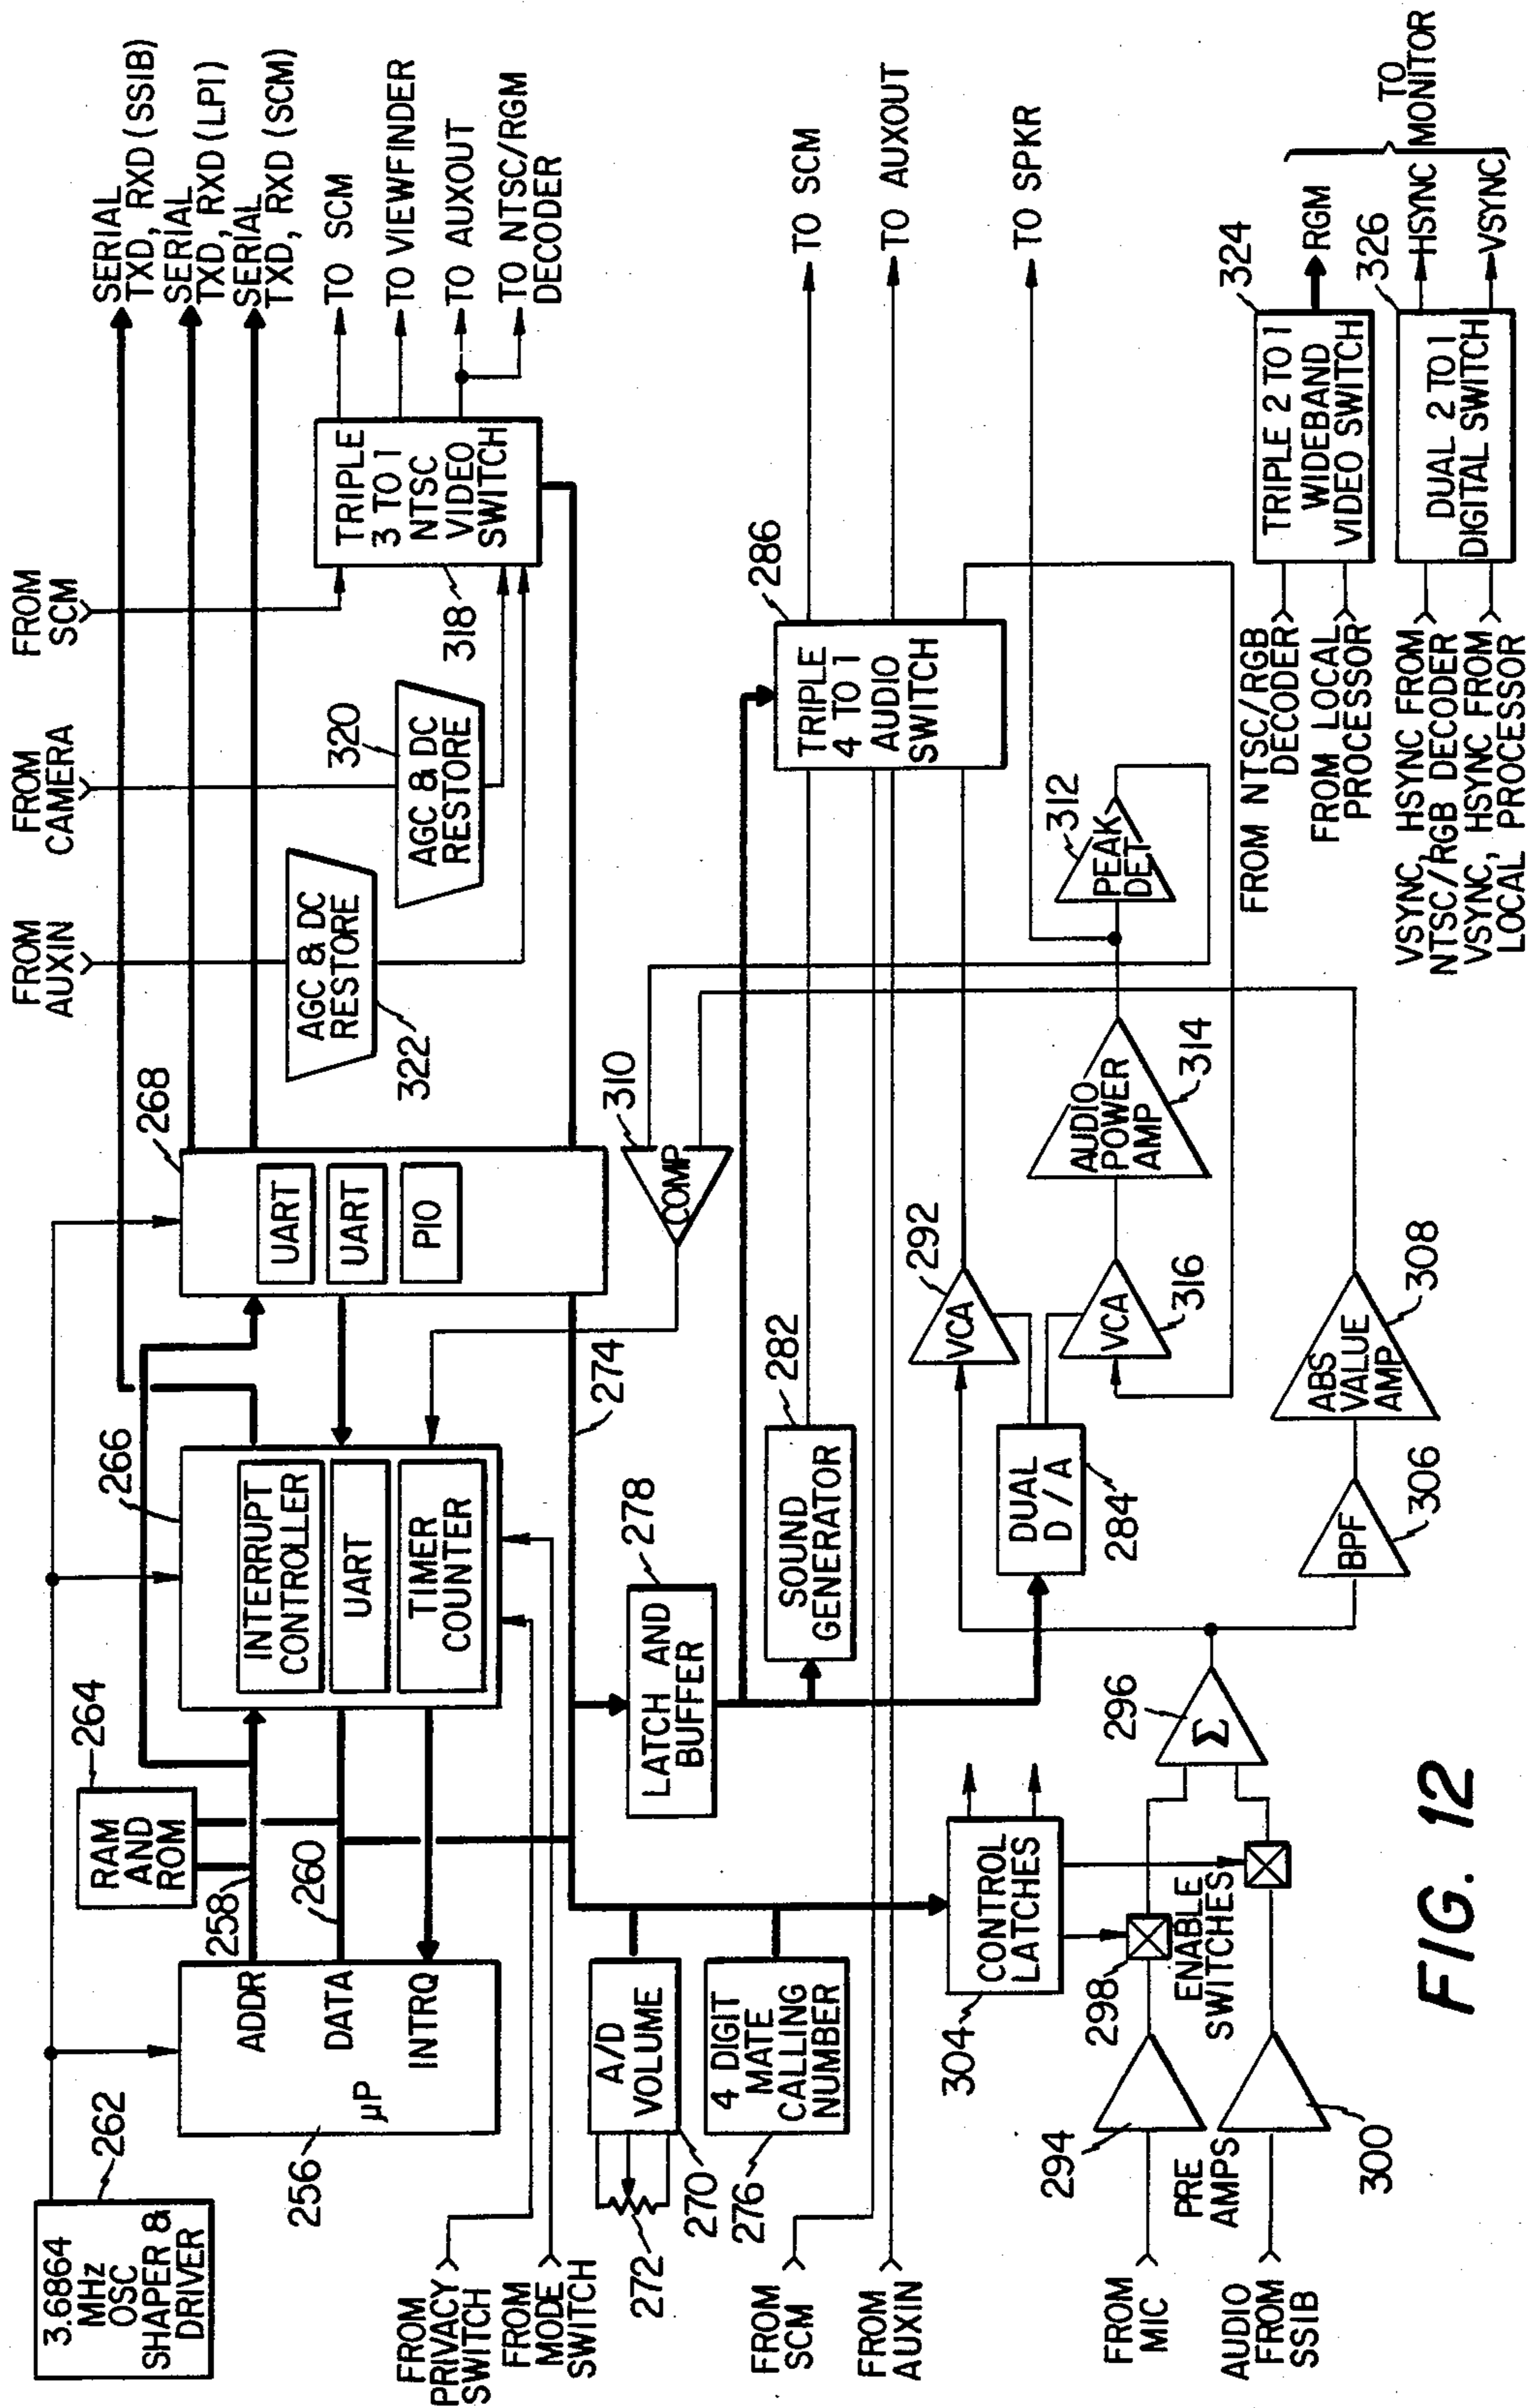 3.6864
MHz
OSC
SHAPER &
DRIVER
262
256
µP
ADDR
DATA
INTRQ
258
260
RAM
AND
ROM
264
266
INTERRUPT
CONTROLLER
UART
TIMER
COUNTER
268
UART
UART
PIO
FROM
AUXIN
FROM
CAMERA
FROM
SCM
AGC & DC
RESTORE
322
AGC & DC
RESTORE
320
TRIPLE
3 TO 1
NTSC
VIDEO
SWITCH
318
SERIAL
TXD, RXD (SSIB)
SERIAL
TXD, RXD (LPI)
SERIAL
TXD, RXD (SCM)
TO SCM
TO VIEWFINDER
TO AUXOUT
TO NTSC/RGM
DECODER
FROM
PRIVACY
SWITCH
FROM
MODE
SWITCH
272
A/D
VOLUME
270
4 DIGIT
MATE
CALLING
NUMBER
276
274
LATCH AND
BUFFER
278
COMP
310
SOUND
GENERATOR
282
TRIPLE
4 TO 1
AUDIO
SWITCH
286
TO SCM
TO AUXOUT
TO SPKR
FROM
SCM
FROM
AUXIN
CONTROL
LATCHES
304
DUAL
D/A
284
VCA
292
VCA
316
AUDIO
POWER
AMP
314
PEAK
DET
312
FROM
MIC
AUDIO
FROM
SSIB
PRE
AMPS
294
300
298
ENABLE
SWITCHES
Σ
296
BPF
306
ABS
VALUE
AMP
308
FROM NTSC/RGB
DECODER
FROM LOCAL
PROCESSOR
TRIPLE 2 TO 1
WIDEBAND
VIDEO SWITCH
324
RGM
VSYNC, HSYNC FROM
NTSC/RGB DECODER
VSYNC, HSYNC FROM
LOCAL PROCESSOR
DUAL 2 TO 1
DIGITAL SWITCH
326
HSYNC
VSYNC
TO
MONITOR
FIG. 12